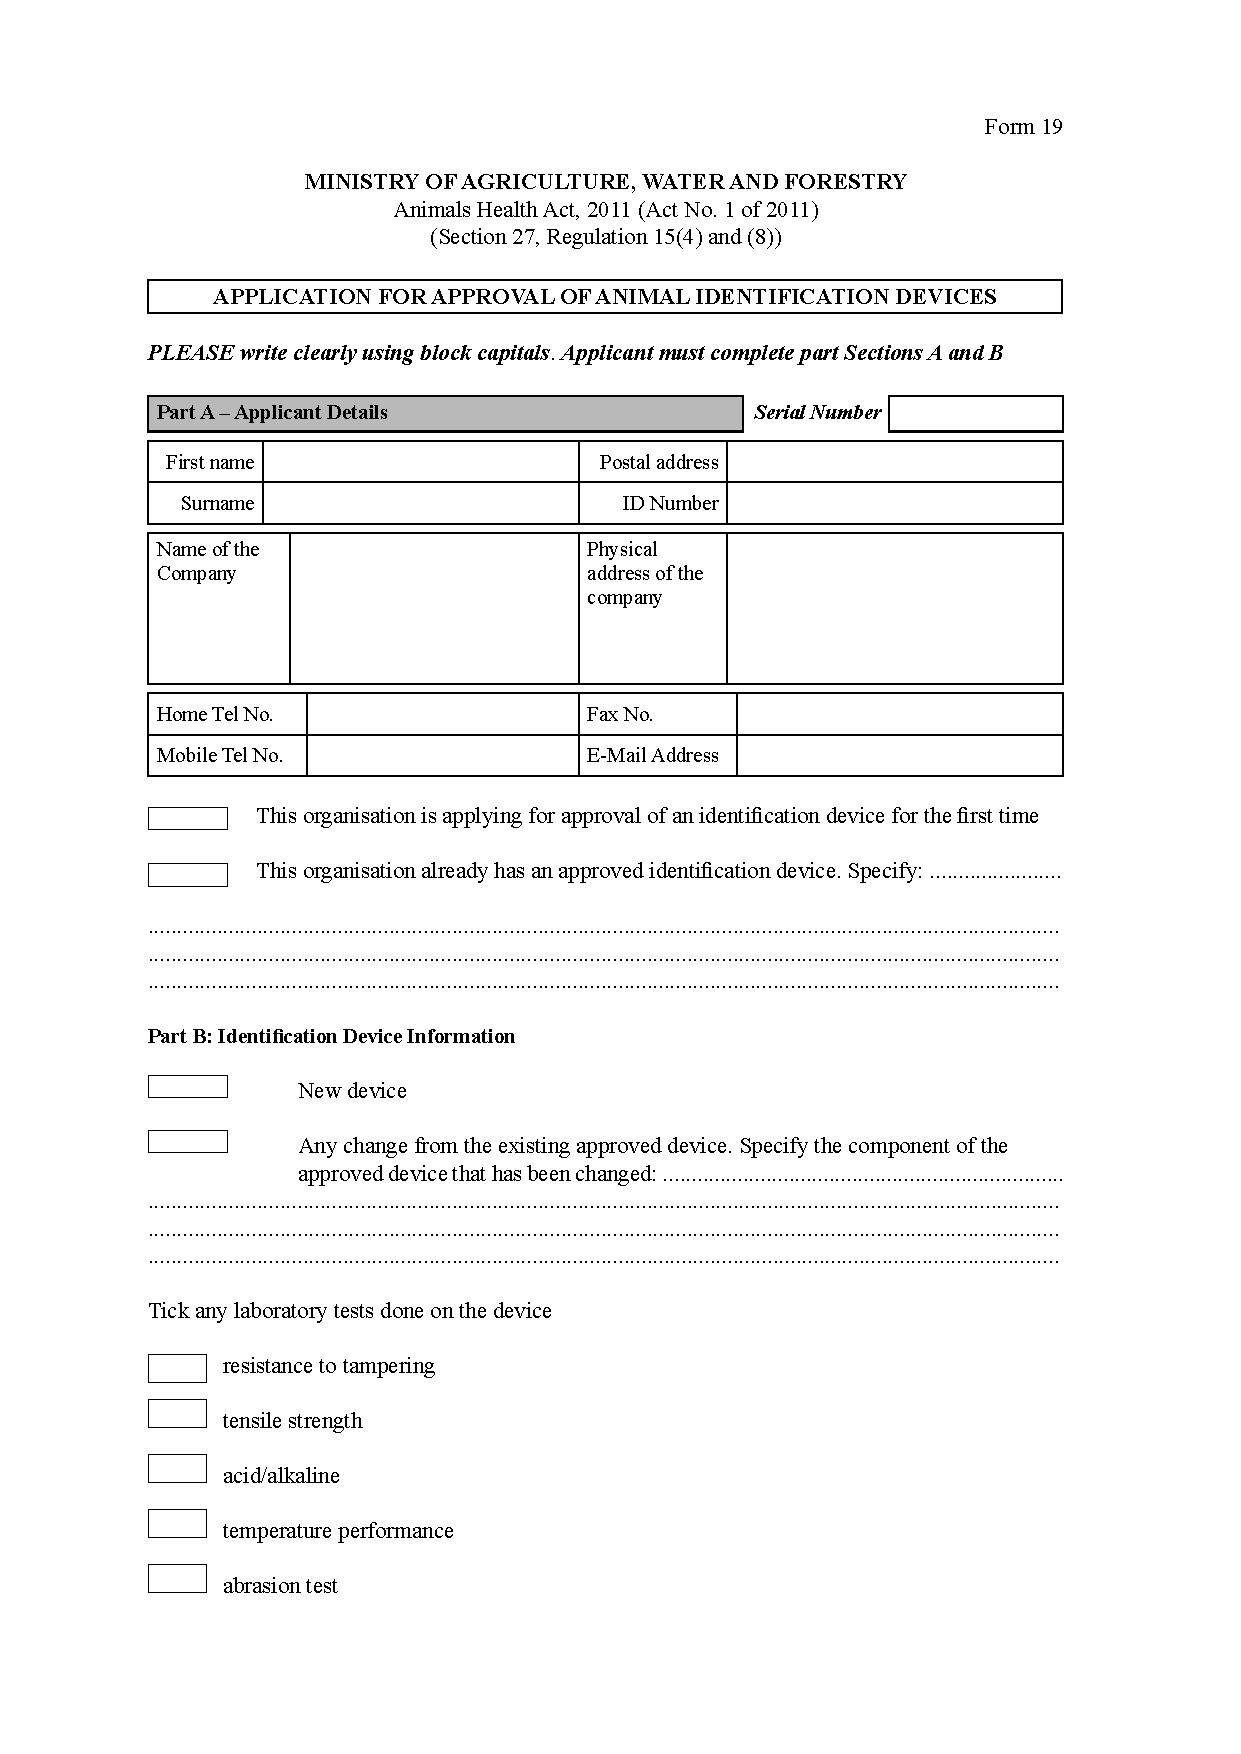 Form 19
MINISTRY OF AGRICULTURE, WATER AND FORESTRY
Animals Health Act, 2011 (Act No. 1 of 2011)
(Section 27, Regulation 15(4) and (8))
APPLICATION FOR APPROVAL OF ANIMAL IDENTIFICATION DEVICES
PLEASE write clearly using block capitals. Applicant must complete part Sections A and B
Part A – Applicant Details Serial Number
First name Postal address
Surname ID Number
Name of the Company Physical address of the company
Home Tel No. Fax No.
Mobile Tel No. E-Mail Address
This organisation is applying for approval of an identification device for the first time
This organisation already has an approved identification device. Specify: .......................
................................................................................................................................................................
................................................................................................................................................................
................................................................................................................................................................
Part B: Identification Device Information
New device
Any change from the existing approved device. Specify the component of the
approved device that has been changed: ......................................................................
................................................................................................................................................................
................................................................................................................................................................
................................................................................................................................................................
Tick any laboratory tests done on the device
resistance to tampering
tensile strength
acid/alkaline
temperature performance
abrasion test